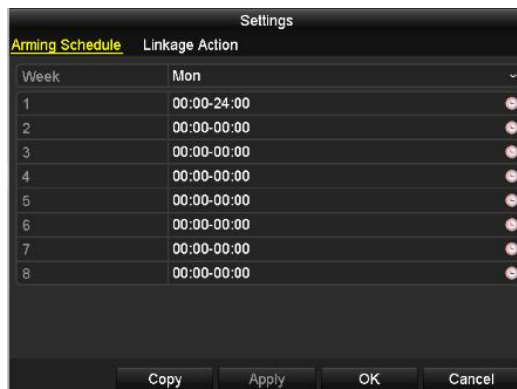 Settings
Arming Schedule Linkage Action
Week Mon
1 00:00-24:00
2 00:00-00:00
3 00:00-00:00
4 00:00-00:00
5 00:00-00:00
6 00:00-00:00
7 00:00-00:00
8 00:00-00:00
Copy Apply OK Cancel